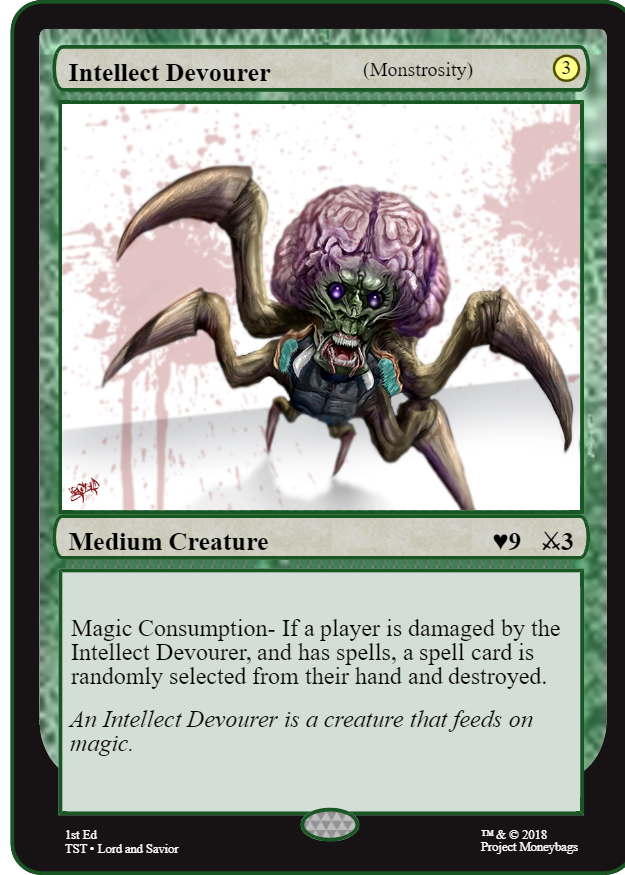 Intellect Devourer (Monstrosity) 3
Medium Creature ♥9 ⚔3
Magic Consumption- If a player is damaged by the
Intellect Devourer, and has spells, a spell card is
randomly selected from their hand and destroyed.
An Intellect Devourer is a creature that feeds on
magic.
1st Ed
TST • Lord and Savior
™ & © 2018
Project Moneybags